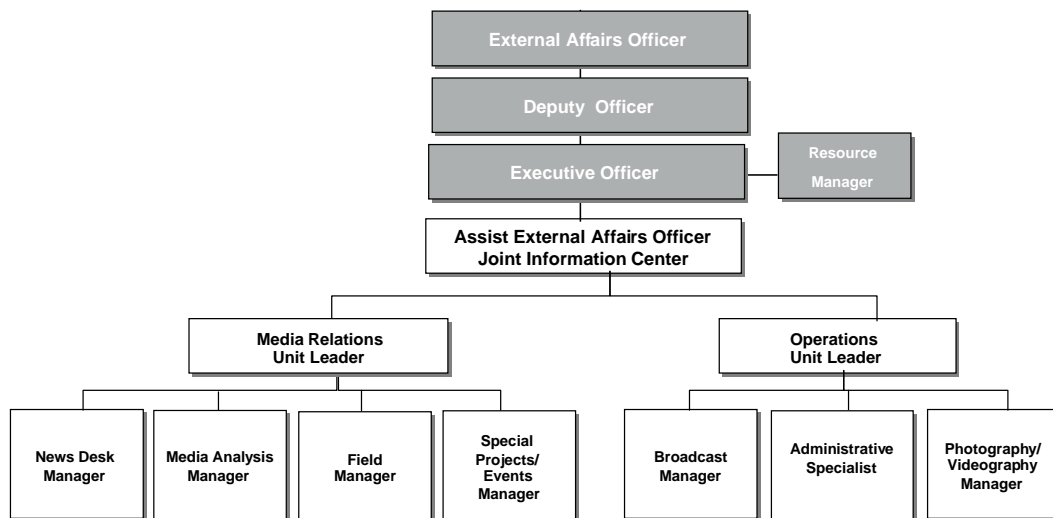 External Affairs Officer
Deputy Officer
Executive Officer
Resource
Manager
Assist External Affairs Officer
Joint Information Center
Media Relations
Unit Leader
Operations
Unit Leader
News Desk
Manager
Media Analysis
Manager
Field
Manager
Special
Projects/
Events
Manager
Broadcast
Manager
Administrative
Specialist
Photography/
Videography
Manager